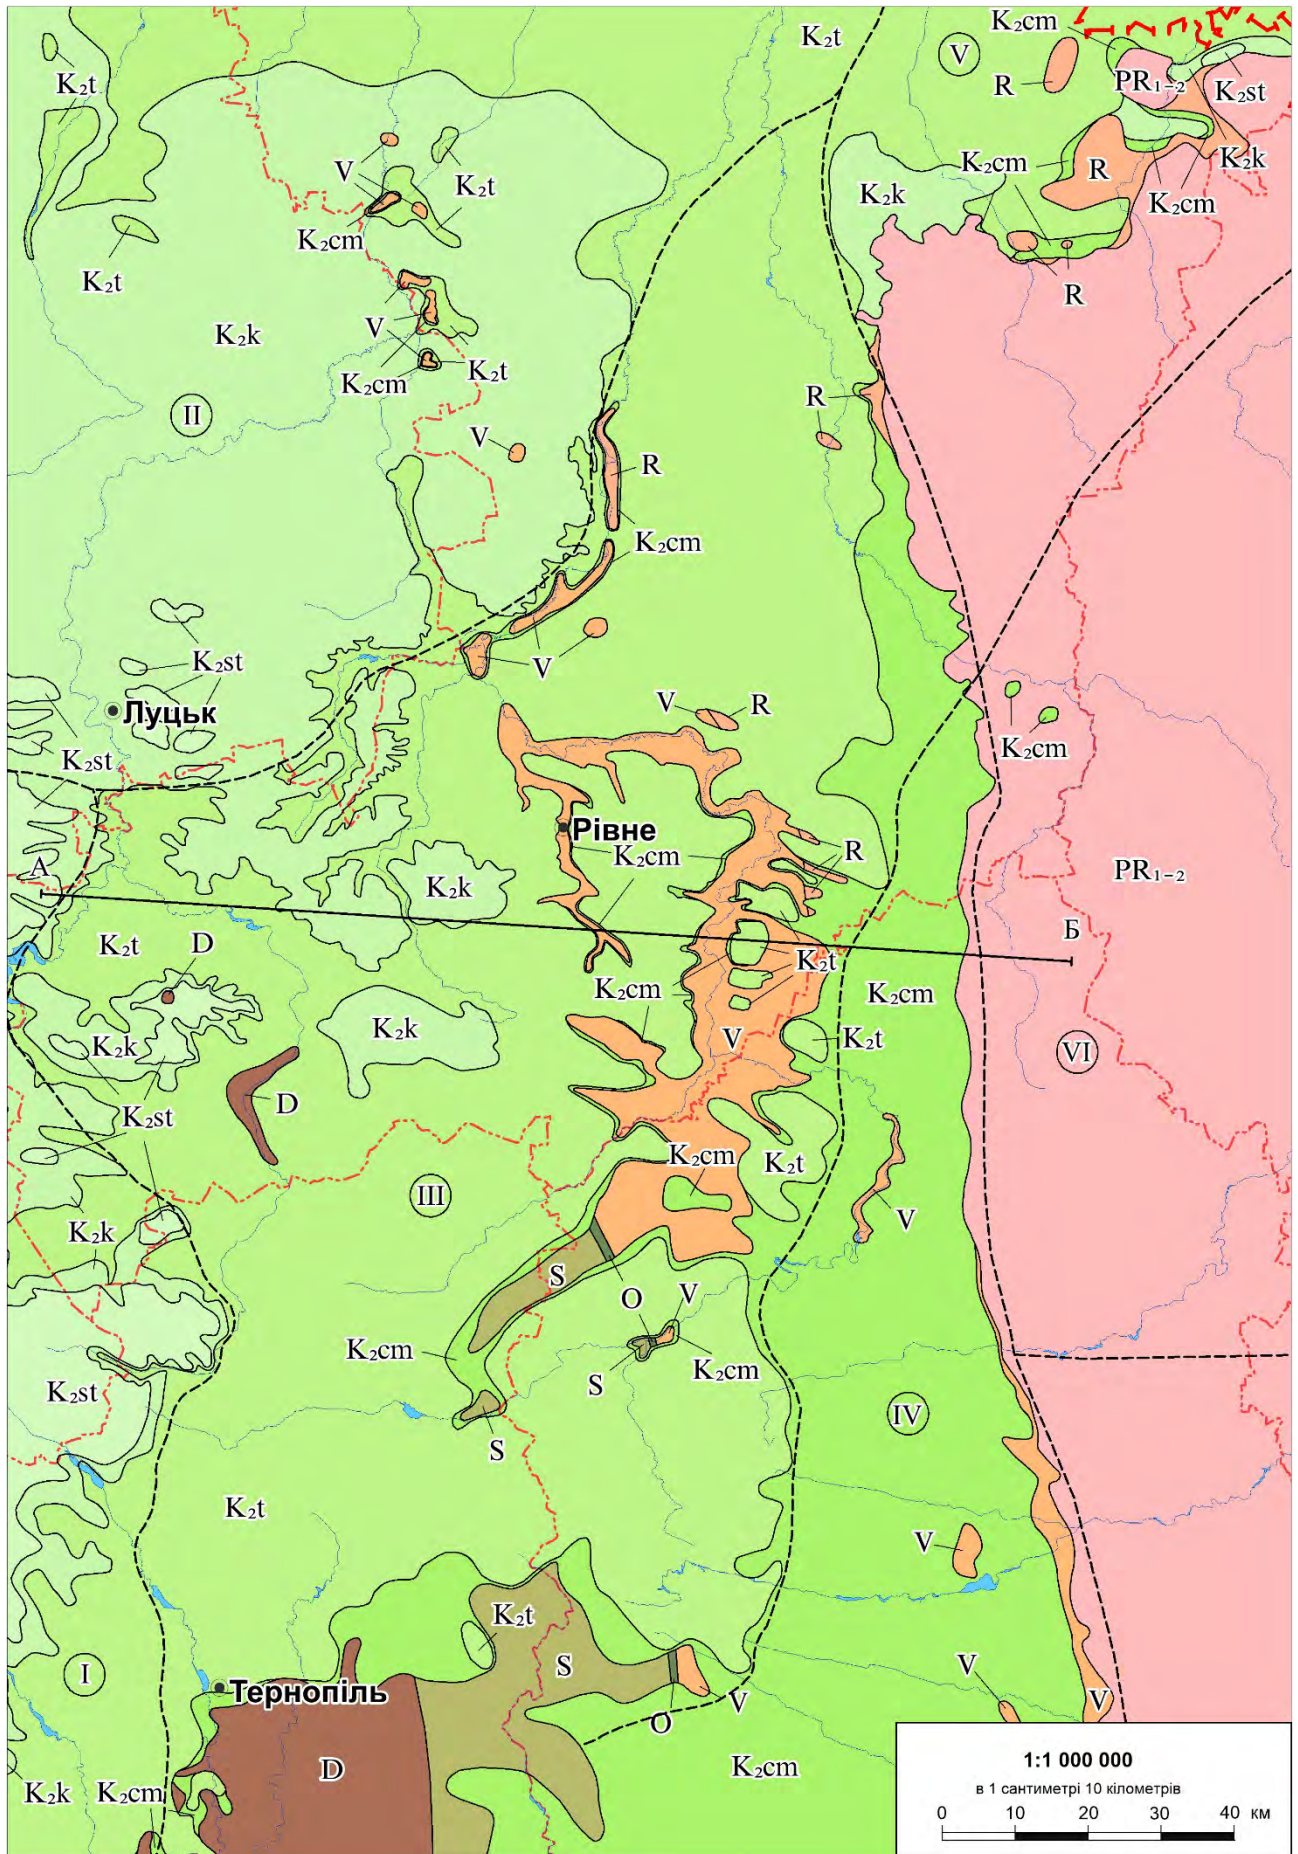 K₂t
K₂cm
V
K₂t
R
PR₁₋₂
K₂st
V
K₂t
K₂cm
R
K₂k
K₂k
K₂cm
K₂cm
K₂t
R
K₂k
V
K₂t
K₂cm
R
II
V
R
K₂cm
K₂st
V
V
R
Луцьк
K₂st
K₂cm
Рівне
K₂cm
R
А
K₂k
PR₁₋₂
Б
K₂t
D
K₂t
K₂cm
K₂cm
K₂k
K₂k
V
K₂t
VI
K₂st
D
K₂cm
K₂t
III
V
K₂k
S
O
V
K₂cm
K₂cm
S
K₂st
IV
S
K₂t
V
K₂t
S
V
I
Тернопіль
V
V
O
D
K₂cm
K₂k
K₂cm
1:1 000 000
в 1 сантиметрі 10 кілометрів
0 10 20 30 40 км